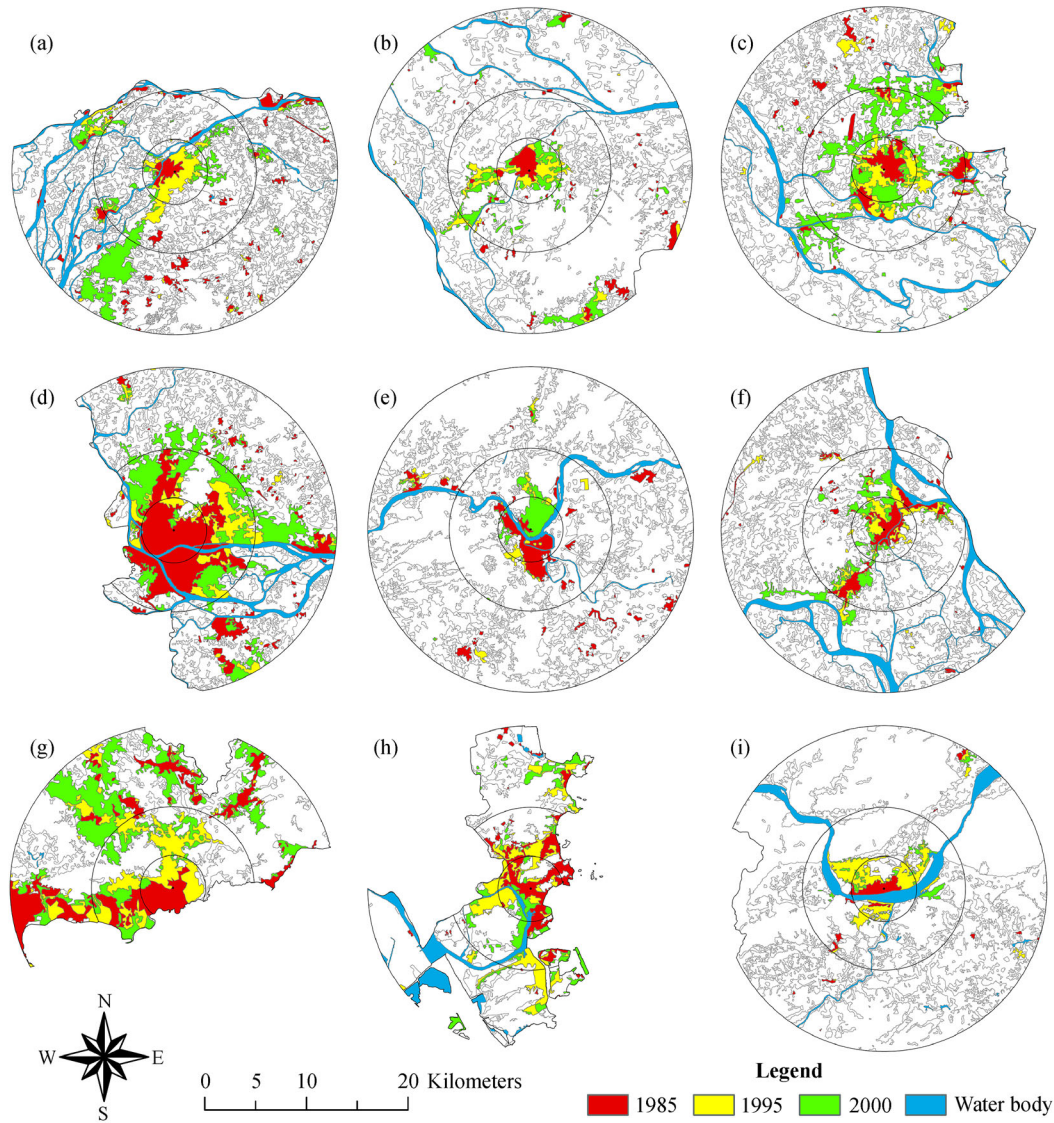 (a)
(b)
(c)
(d)
(e)
(f)
(g)
(h)
(i)
N
W E
S
0 5 10 20 Kilometers
Legend
1985 1995 2000 Water body